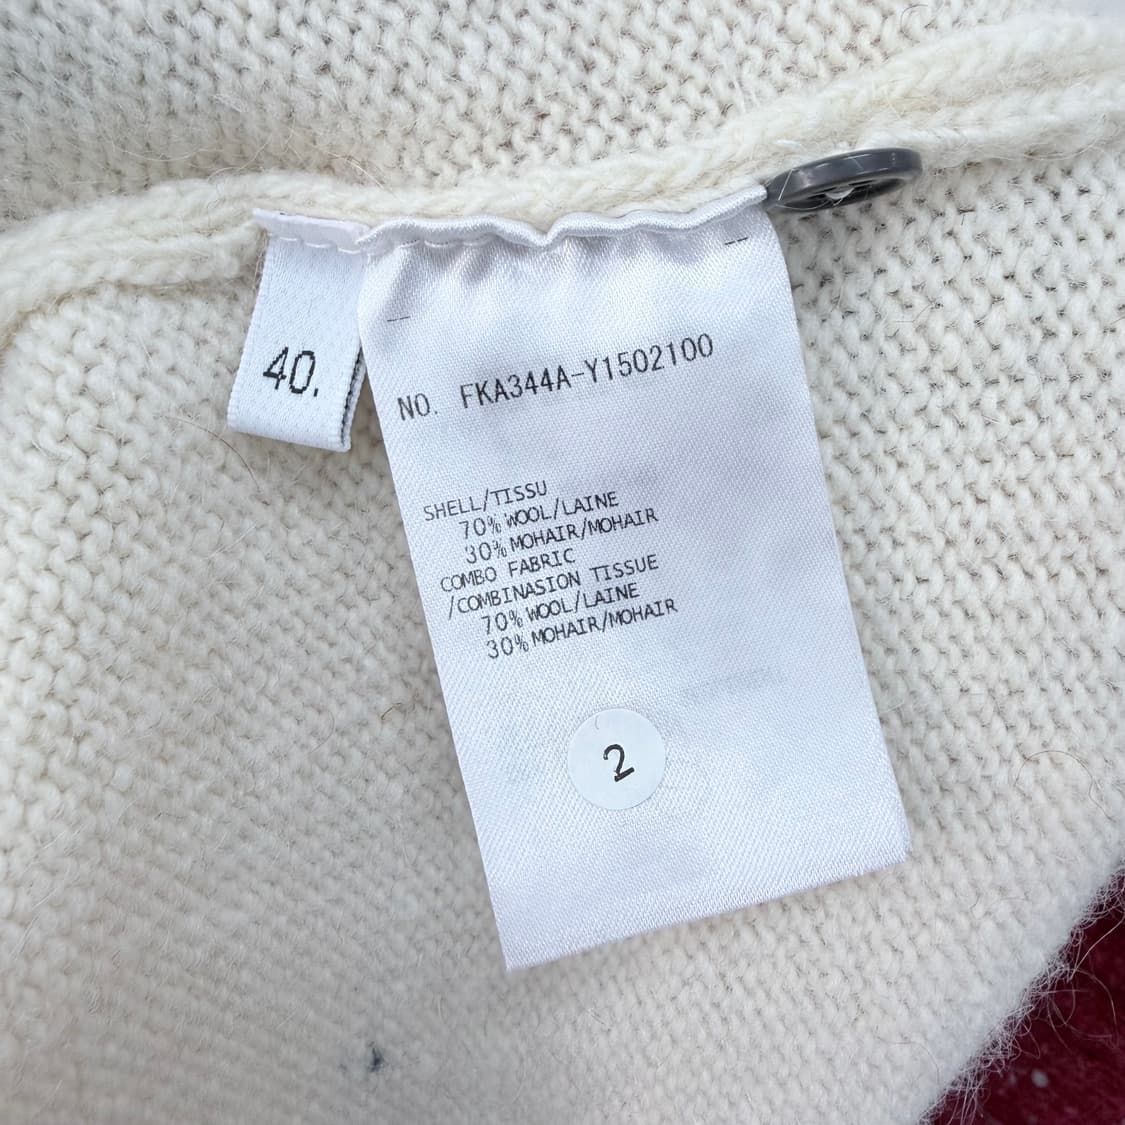 40.
NO. FKA344A-Y1502100
SHELL/TISSU
70% WOOL/LAINE
30% MOHAIR/MOHAIR
COMBO FABRIC
/COMBINASION TISSUE
70% WOOL/LAINE
30% MOHAIR/MOHAIR
2